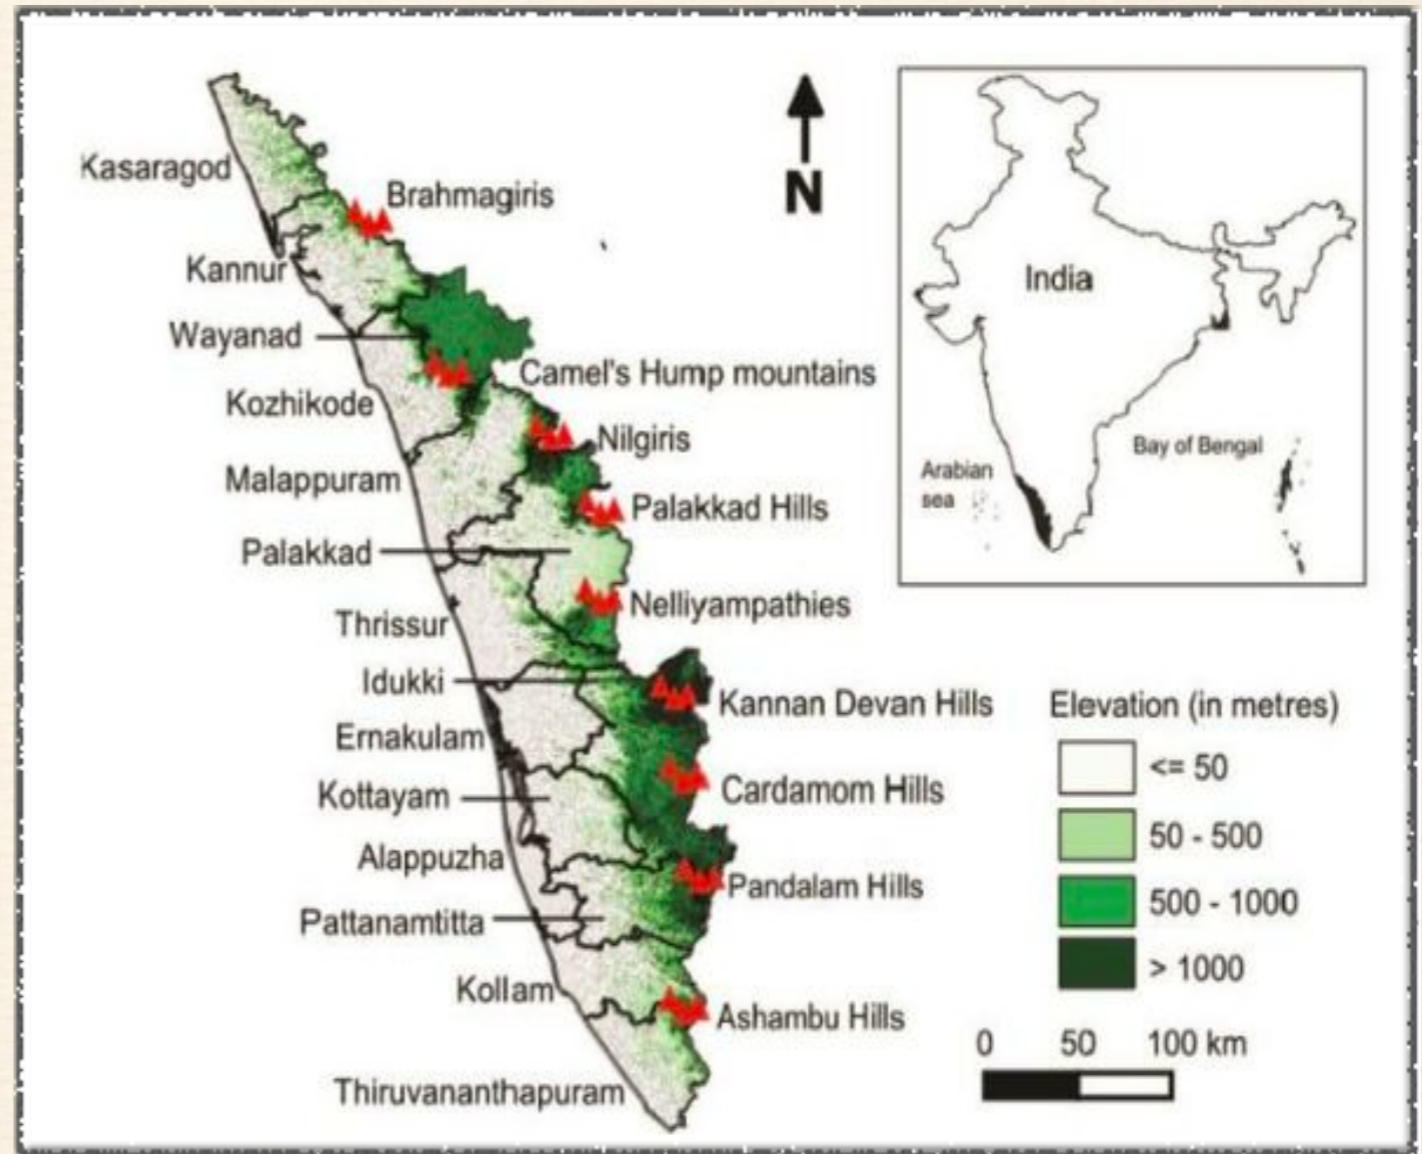 Kasaragod
Brahmagiris
Kannur
Wayanad
Camel's Hump mountains
Kozhikode
Nilgiris
Malappuram
Palakkad Hills
Palakkad
Nelliyampathies
Thrissur
Idukki
Kannan Devan Hills
Ernakulam
Cardamom Hills
Kottayam
Alappuzha
Pandalam Hills
Pattanamtitta
Kollam
Ashambu Hills
Thiruvananthapuram
N
India
Bay of Bengal
Arabian
sea
Elevation (in metres)
<= 50
50 - 500
500 - 1000
> 1000
0 50 100 km